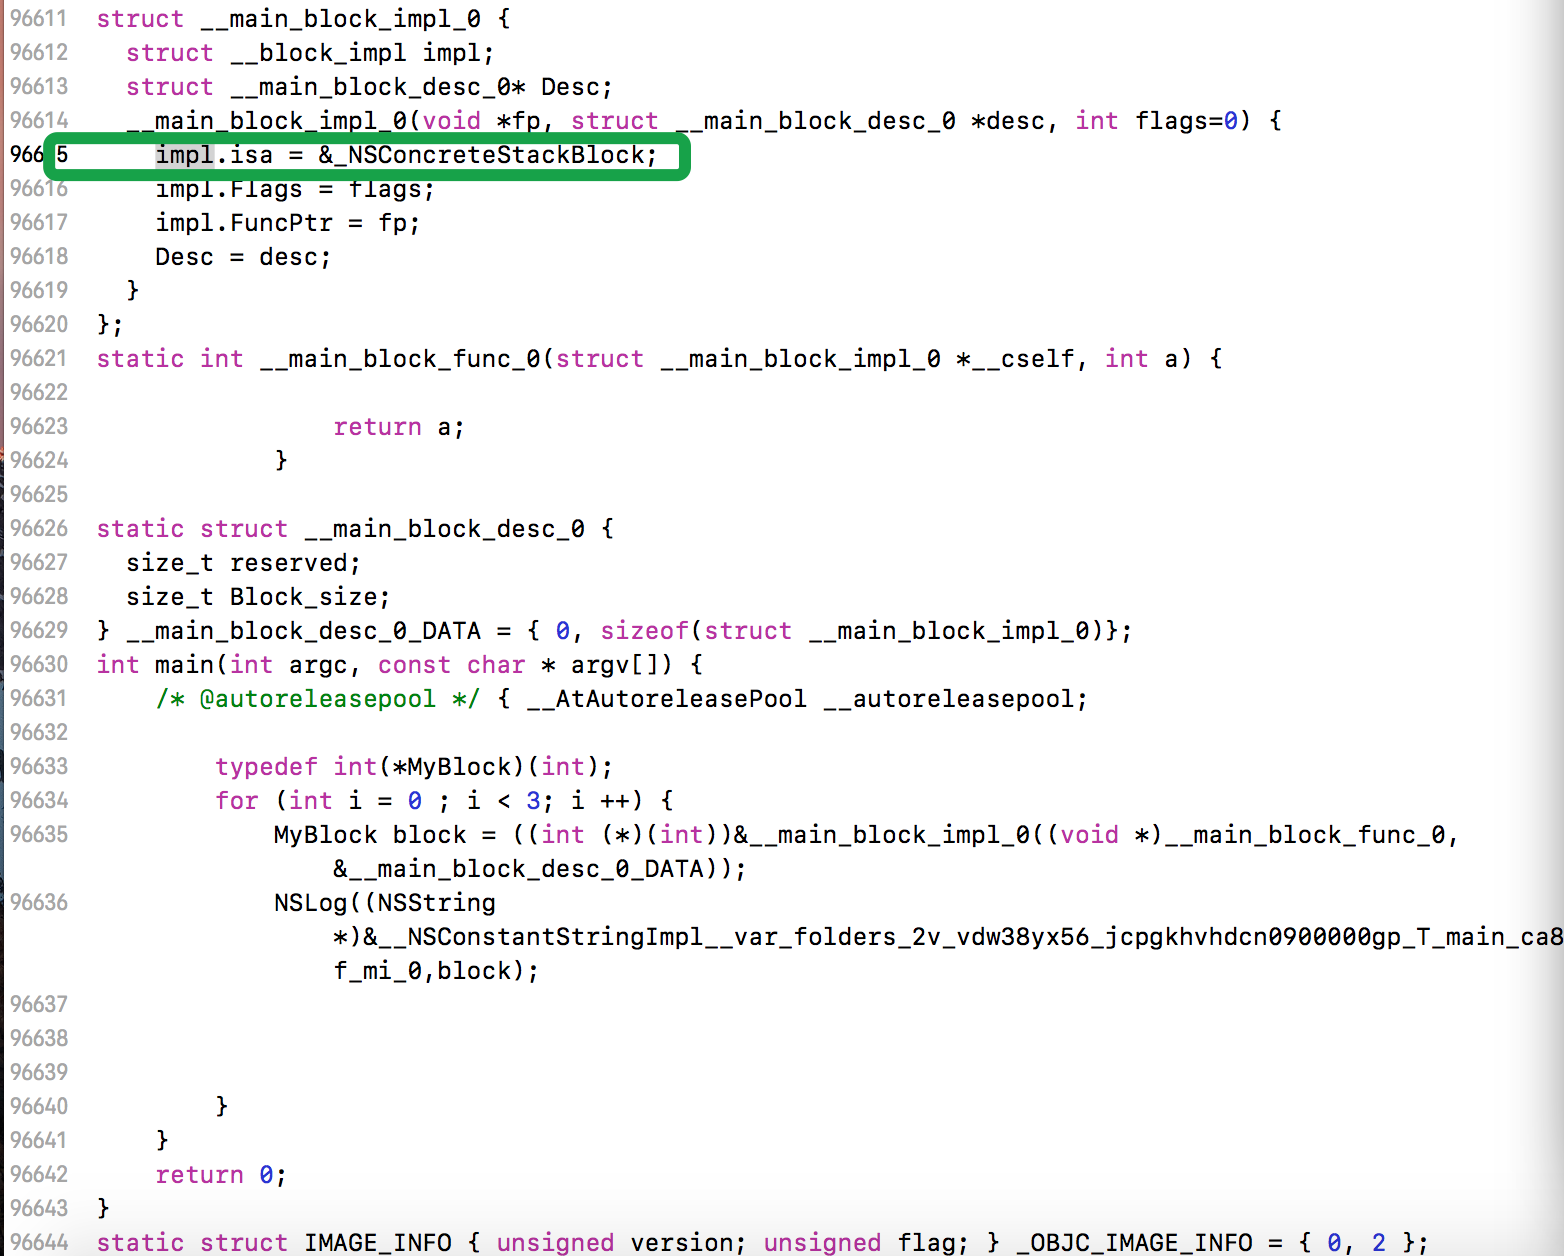 96611 struct __main_block_impl_0 {
96612 struct __block_impl impl;
96613 struct __main_block_desc_0* Desc;
96614 __main_block_impl_0(void *fp, struct __main_block_desc_0 *desc, int flags=0) {
966 5 impl.isa = &_NSConcreteStackBlock;
96616 impl.Flags = flags;
96617 impl.FuncPtr = fp;
96618 Desc = desc;
96619 }
96620 };
96621 static int __main_block_func_0(struct __main_block_impl_0 *__cself, int a) {
96622
96623 return a;
96624 }
96625
96626 static struct __main_block_desc_0 {
96627 size_t reserved;
96628 size_t Block_size;
96629 } __main_block_desc_0_DATA = { 0, sizeof(struct __main_block_impl_0)};
96630 int main(int argc, const char * argv[]) {
96631 /* @autoreleasepool */ { __AtAutoreleasePool __autoreleasepool;
96632
96633 typedef int(*MyBlock)(int);
96634 for (int i = 0 ; i < 3; i ++) {
96635 MyBlock block = ((int (*)(int))&__main_block_impl_0((void *)__main_block_func_0,
&__main_block_desc_0_DATA));
96636 NSLog((NSString
*)&__NSConstantStringImpl__var_folders_2v_vdw38yx56_jcpgkhvhdcn0900000gp_T_main_ca8
f_mi_0,block);
96637
96638
96639
96640 }
96641 }
96642 return 0;
96643 }
96644 static struct IMAGE_INFO { unsigned version; unsigned flag; } _OBJC_IMAGE_INFO = { 0, 2 };